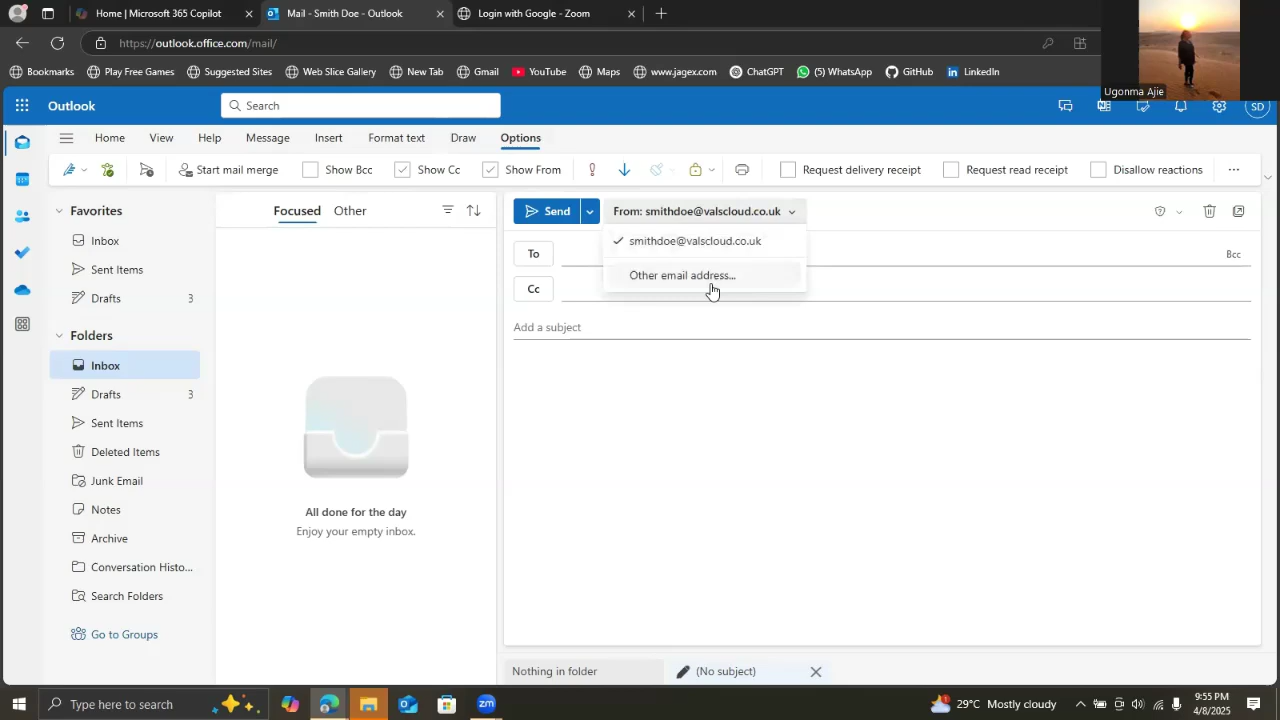 Home | Microsoft 365 Copilot
Mail - Smith Doe - Outlook
Login with Google - Zoom
https://outlook.office.com/mail/
Bookmarks
Play Free Games
Suggested Sites
Web Slice Gallery
New Tab
Gmail
YouTube
Maps
www.jagex.com
ChatGPT
(5) WhatsApp
GitHub
LinkedIn
Ugonma Ajie
Outlook
Search
SD
Home
View
Help
Message
Insert
Format text
Draw
Options
Start mail merge
Show Bcc
Show Cc
Show From
Request delivery receipt
Request read receipt
Disallow reactions
Favorites
Inbox
Sent Items
Drafts 3
Folders
Inbox
Drafts 3
Sent Items
Deleted Items
Junk Email
Notes
Archive
Conversation Histo...
Search Folders
Go to Groups
Focused
Other
All done for the day
Enjoy your empty inbox.
Send
From: smithdoe@valscloud.co.uk
smithdoe@valscloud.co.uk
Other email address...
To
Bcc
Cc
Add a subject
Nothing in folder
(No subject)
Type here to search
zm
29°C Mostly cloudy
9:55 PM
4/8/2025